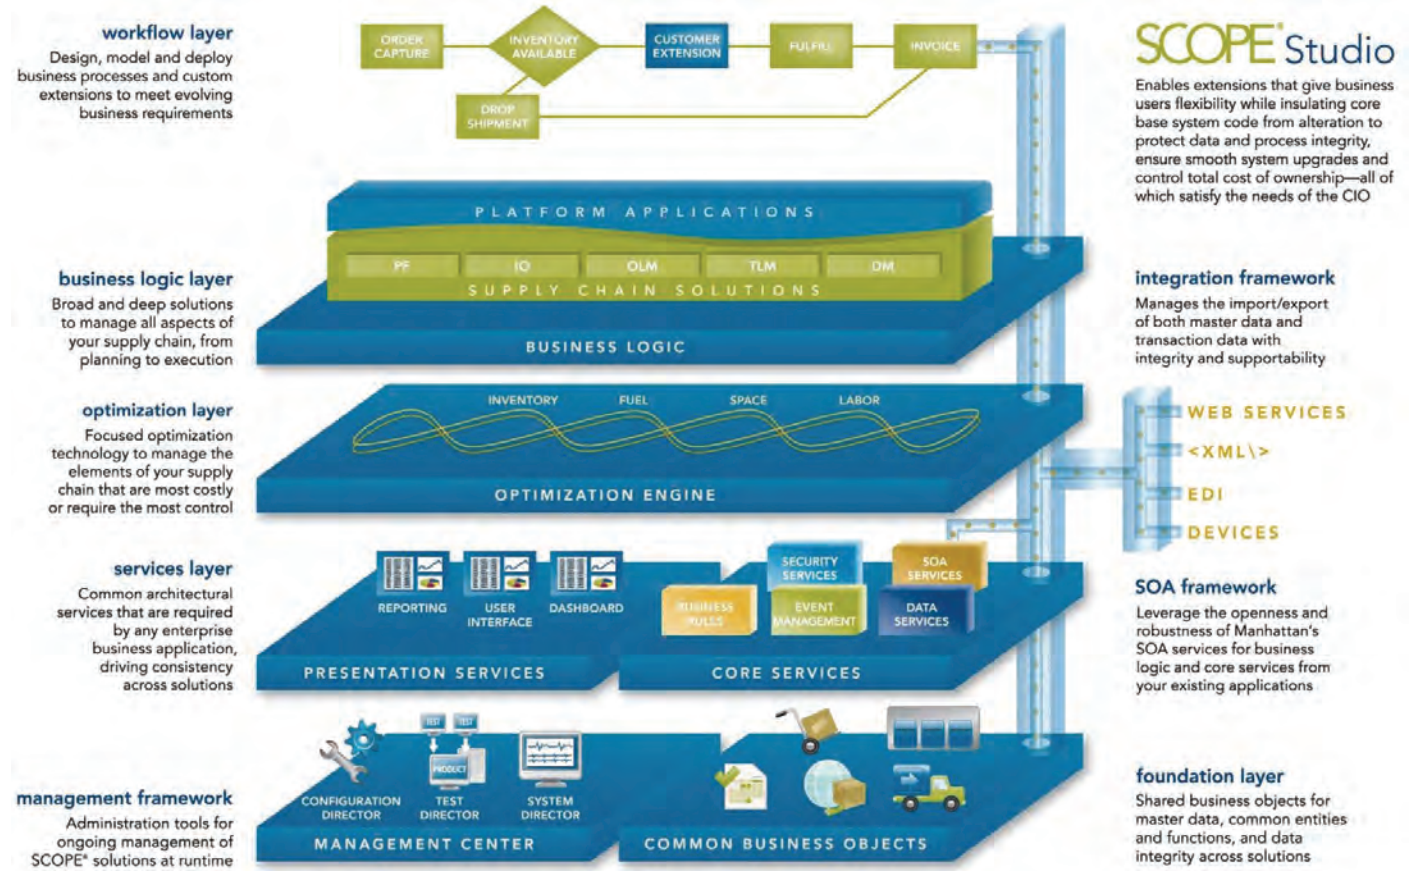 workflow layer
Design, model and deploy
business processes and custom
extensions to meet evolving
business requirements
ORDER
CAPTURE
INVENTORY
AVAILABLE
CUSTOMER
EXTENSION
FULFILL
INVOICE
DROP
SHIPMENT
SCOPE® Studio
Enables extensions that give business
users flexibility while insulating core
base system code from alteration to
protect data and process integrity,
ensure smooth system upgrades and
control total cost of ownership—all of
which satisfy the needs of the CIO
business logic layer
Broad and deep solutions
to manage all aspects of
your supply chain, from
planning to execution
PLATFORM APPLICATIONS
PF
IO
OLM
TLM
DM
SUPPLY CHAIN SOLUTIONS
BUSINESS LOGIC
integration framework
Manages the import/export
of both master data and
transaction data with
integrity and supportability
optimization layer
Focused optimization
technology to manage the
elements of your supply
chain that are most costly
or require the most control
INVENTORY
FUEL
SPACE
LABOR
OPTIMIZATION ENGINE
WEB SERVICES
<XML\>
EDI
DEVICES
services layer
Common architectural
services that are required
by any enterprise
business application,
driving consistency
across solutions
REPORTING
USER
INTERFACE
DASHBOARD
PRESENTATION SERVICES
SECURITY
SERVICES
SOA
SERVICES
BUSINESS
RULES
EVENT
MANAGEMENT
DATA
SERVICES
CORE SERVICES
SOA framework
Leverage the openness and
robustness of Manhattan's
SOA services for business
logic and core services from
your existing applications
management framework
Administration tools for
ongoing management of
SCOPE® solutions at runtime
TEST
TEST
PRODUCT
CONFIGURATION
DIRECTOR
TEST
DIRECTOR
SYSTEM
DIRECTOR
MANAGEMENT CENTER
COMMON BUSINESS OBJECTS
foundation layer
Shared business objects for
master data, common entities
and functions, and data
integrity across solutions